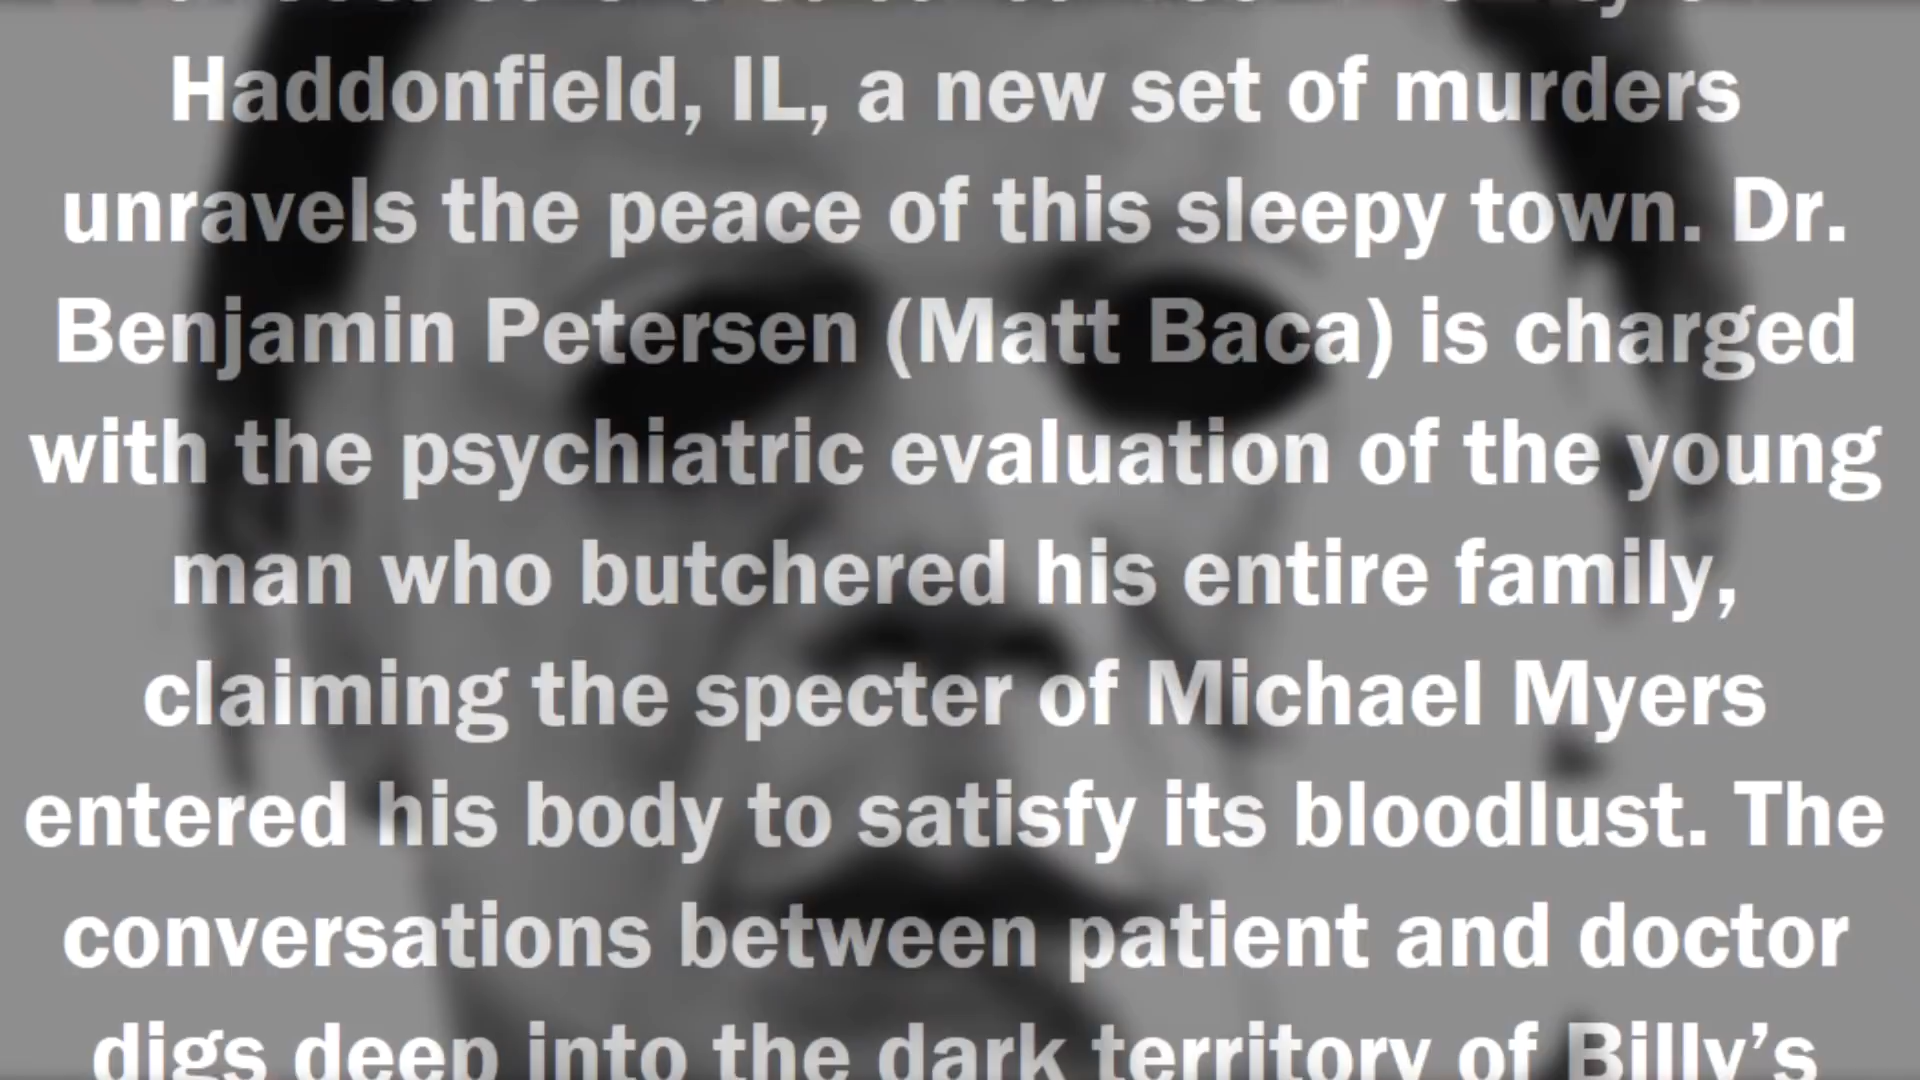 Haddonfield, IL, a new set of murders
unravels the peace of this sleepy town. Dr.
Benjamin Petersen (Matt Baca) is charged
with the psychiatric evaluation of the young
man who butchered his entire family,
claiming the specter of Michael Myers
entered his body to satisfy its bloodlust. The
conversations between patient and doctor
digs deep into the dark territory of Billy’s